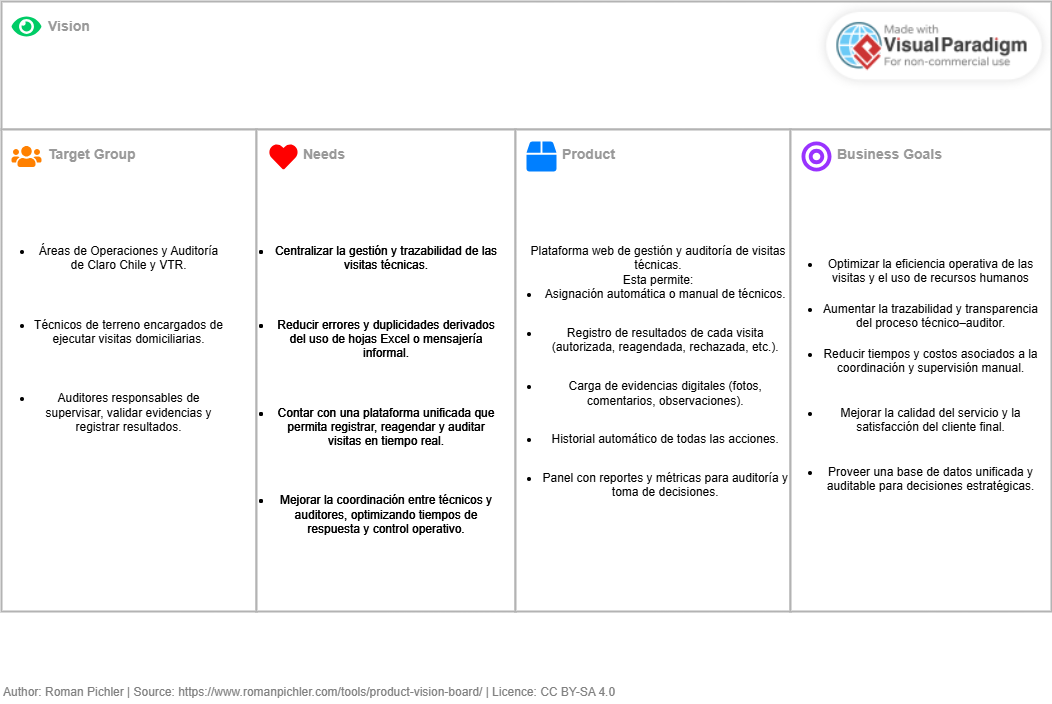 Vision
Made with
Visual Paradigm
For non-commercial use
Target Group
Áreas de Operaciones y Auditoría
de Claro Chile y VTR.
Técnicos de terreno encargados de
ejecutar visitas domiciliarias.
Auditores responsables de
supervisar, validar evidencias y
registrar resultados.
Needs
Centralizar la gestión y trazabilidad de las
visitas técnicas.
Reducir errores y duplicidades derivados
del uso de hojas Excel o mensajería
informal.
Contar con una plataforma unificada que
permita registrar, reagendar y auditar
visitas en tiempo real.
Mejorar la coordinación entre técnicos y
auditores, optimizando tiempos de
respuesta y control operativo.
Product
Plataforma web de gestión y auditoría de visitas
técnicas.
Esta permite:
Asignación automática o manual de técnicos.
Registro de resultados de cada visita
(autorizada, reagendada, rechazada, etc.).
Carga de evidencias digitales (fotos,
comentarios, observaciones).
Historial automático de todas las acciones.
Panel con reportes y métricas para auditoría y
toma de decisiones.
Business Goals
Optimizar la eficiencia operativa de las
visitas y el uso de recursos humanos
Aumentar la trazabilidad y transparencia
del proceso técnico–auditor.
Reducir tiempos y costos asociados a la
coordinación y supervisión manual.
Mejorar la calidad del servicio y la
satisfacción del cliente final.
Proveer una base de datos unificada y
auditable para decisiones estratégicas.
Author: Roman Pichler | Source: https://www.romanpichler.com/tools/product-vision-board/ | Licence: CC BY-SA 4.0